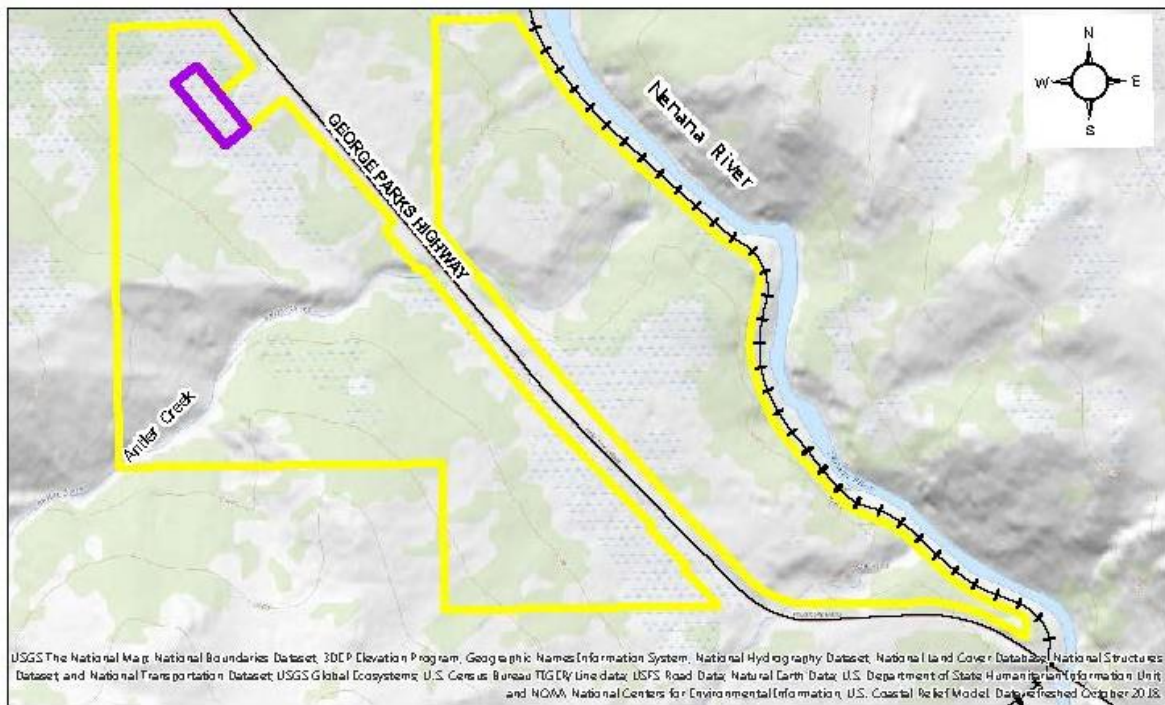 N
W E
S
Nenana River
GEORGE PARKS HIGHWAY
Antler Creek
USGS The National Map: National Boundaries Dataset, 3DEP Elevation Program, Geographic Names Information System, National Hydrography Dataset, National Land Cover Database, National Structures
Dataset, and National Transportation Dataset; USGS Global Ecosystems; U.S. Census Bureau TIGER/Line data; USFS Road Data; Natural Earth Data; U.S. Department of State Humanitarian Information Unit;
and NOAA National Centers for Environmental Information, U.S. Coastal Relief Model. Data refreshed October 2018.